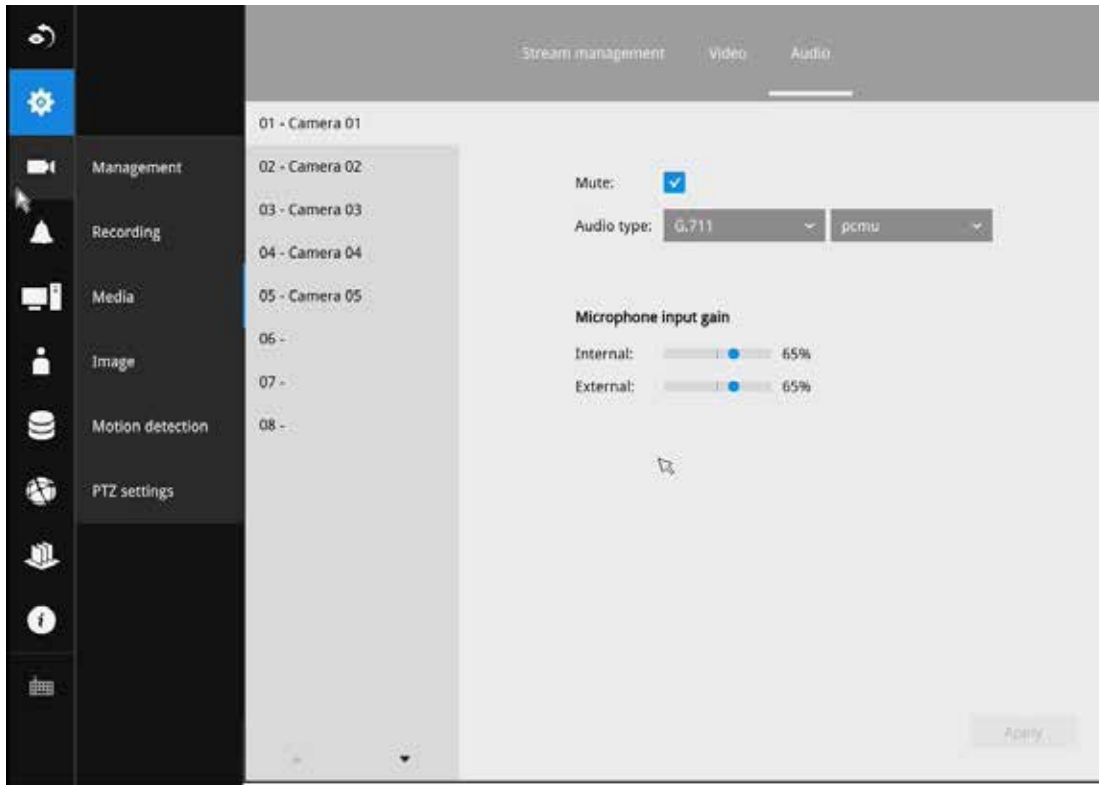 Stream management Video Audio
Management
Recording
Media
Image
Motion detection
PTZ settings
01 - Camera 01
02 - Camera 02
03 - Camera 03
04 - Camera 04
05 - Camera 05
06 -
07 -
08 -
Mute:
Audio type: G.711 pcmu
Microphone input gain
Internal: 65%
External: 65%
Apply